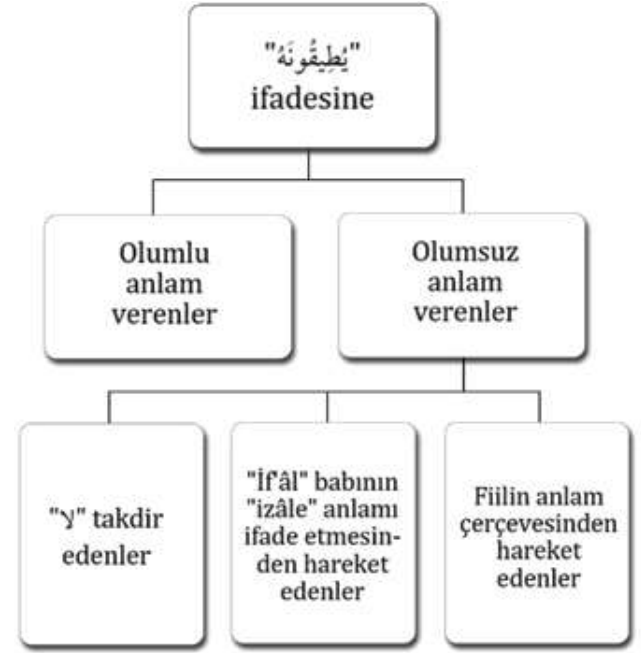 "يُطِيقُونَهُ"
ifadesine
Olumlu
anlam
verenler
Olumsuz
anlam
verenler
"لا" takdir
edenler
"İf'âl" babının
"izâle" anlamı
ifade etmesin-
den hareket
edenler
Fiilin anlam
çerçevesinden
hareket
edenler